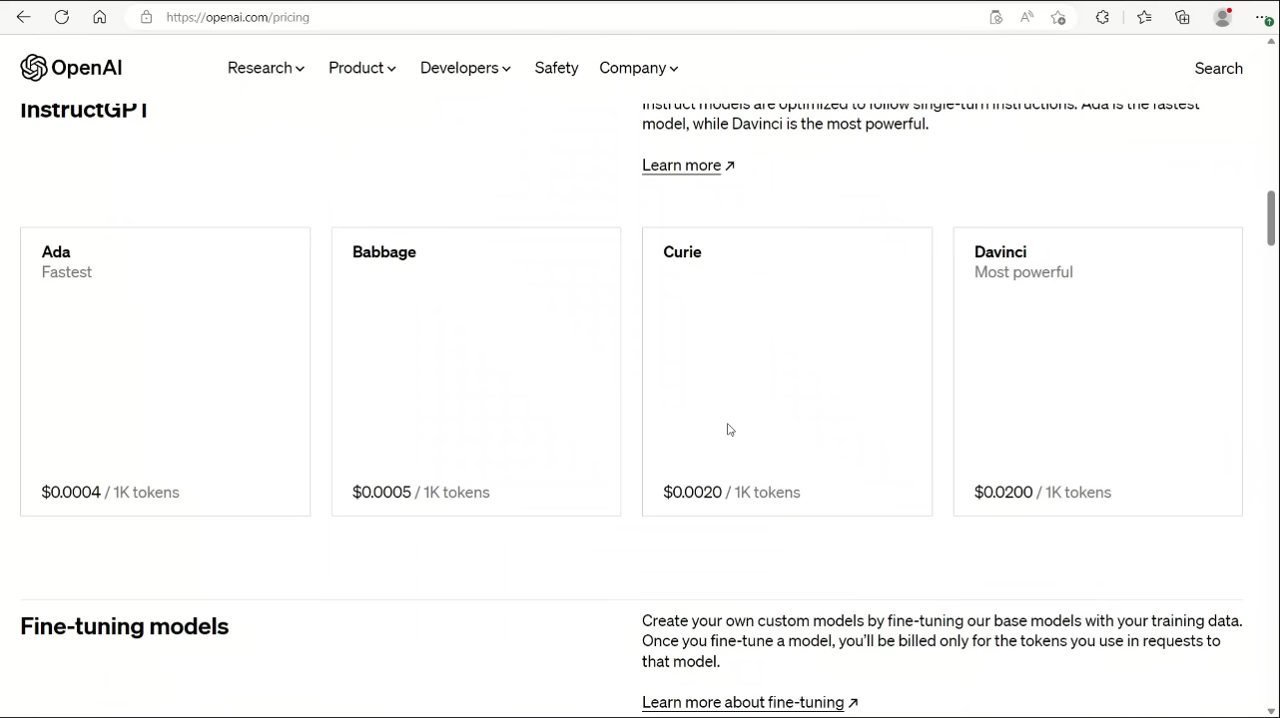 https://openai.com/pricing
OpenAI
Research
Product
Developers
Safety
Company
Search
InstructGPT
Instruct models are optimized to follow single-turn instructions. Ada is the fastest
model, while Davinci is the most powerful.
Learn more ↗
Ada
Fastest
$0.0004 / 1K tokens
Babbage
$0.0005 / 1K tokens
Curie
$0.0020 / 1K tokens
Davinci
Most powerful
$0.0200 / 1K tokens
Fine-tuning models
Create your own custom models by fine-tuning our base models with your training data.
Once you fine-tune a model, you’ll be billed only for the tokens you use in requests to
that model.
Learn more about fine-tuning ↗